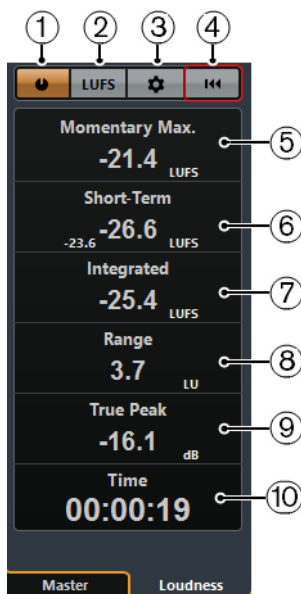 1 2 3 4
LUFS
Momentary Max.
5
-21.4 LUFS
Short-Term
6
-23.6 -26.6 LUFS
Integrated
7
-25.4 LUFS
Range
8
3.7 LU
True Peak
9
-16.1 dB
Time
10
00:00:19
Master Loudness